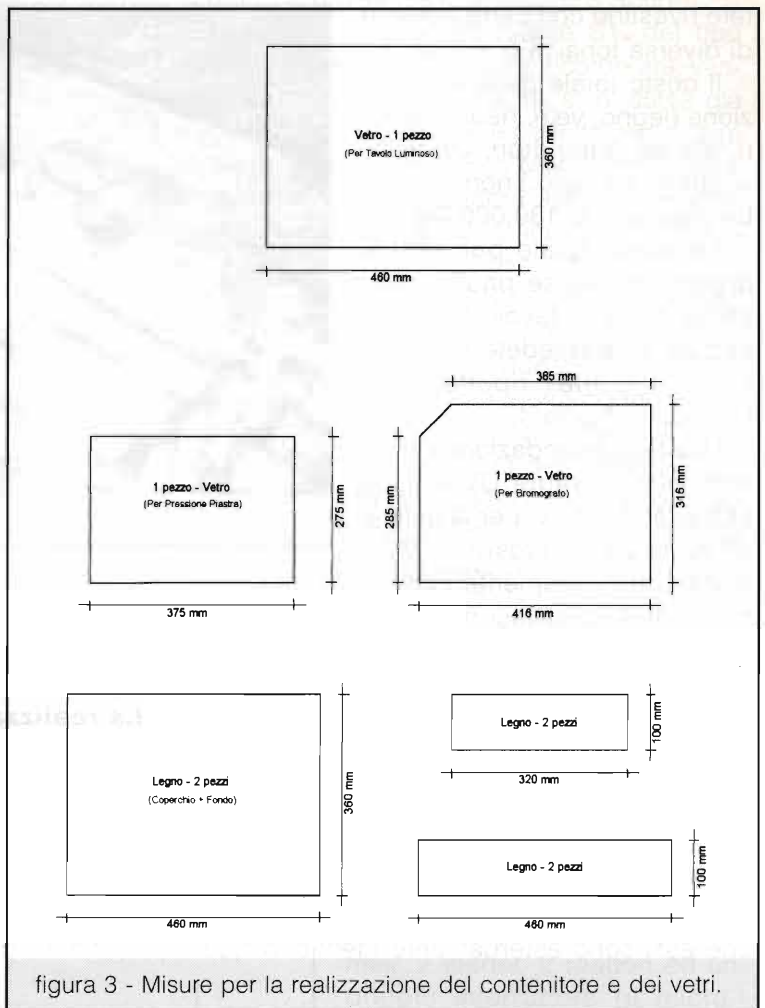 Vetro - 1 pezzo
(Per Tavolo Luminoso)
360 mm
460 mm
1 pezzo - Vetro
(Per Pressione Piastra)
275 mm
375 mm
385 mm
1 pezzo - Vetro
(Per Bromografo)
285 mm
316 mm
416 mm
Legno - 2 pezzi
(Coperchio + Fondo)
360 mm
460 mm
Legno - 2 pezzi
100 mm
320 mm
Legno - 2 pezzi
100 mm
460 mm
figura 3 - Misure per la realizzazione del contenitore e dei vetri.